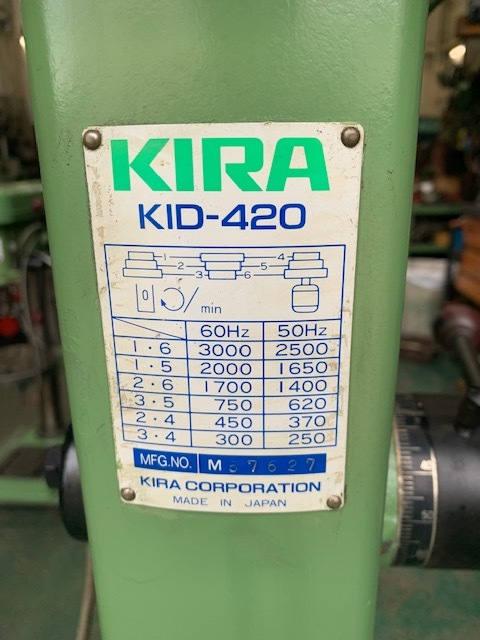 KIRA
KID-420
1 4
2 5
3 6
0 /min
60Hz 50Hz
1·6 3000 2500
1·5 2000 1650
2·6 1700 1400
3·5 750 620
2·4 450 370
3·4 300 250
MFG.NO. M 37627
KIRA CORPORATION
MADE IN JAPAN